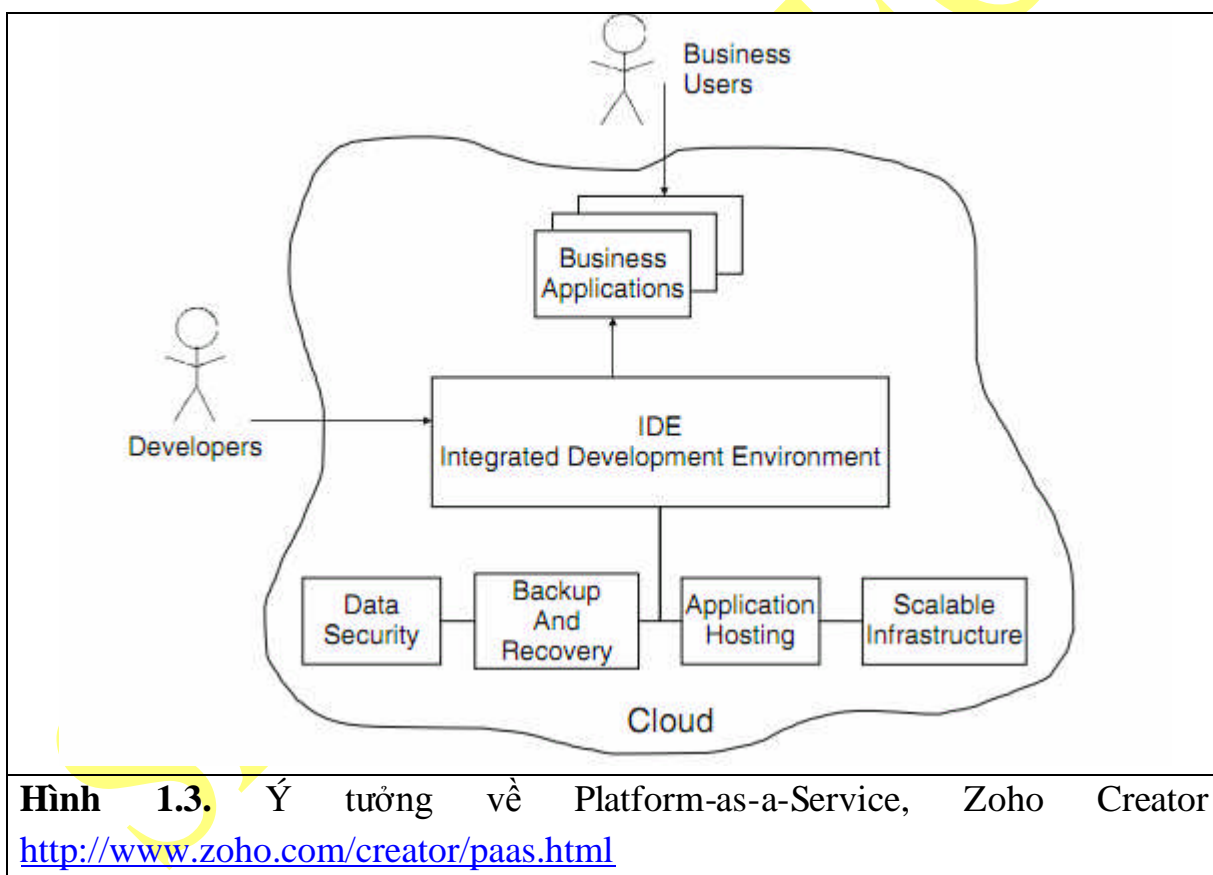 Business
Users
Business
Applications
Developers
IDE
Integrated Development Environment
Data
Security
Backup
And
Recovery
Application
Hosting
Scalable
Infrastructure
Cloud
Hình 1.3. Ý tưởng về Platform-as-a-Service, Zoho Creator
http://www.zoho.com/creator/paas.html